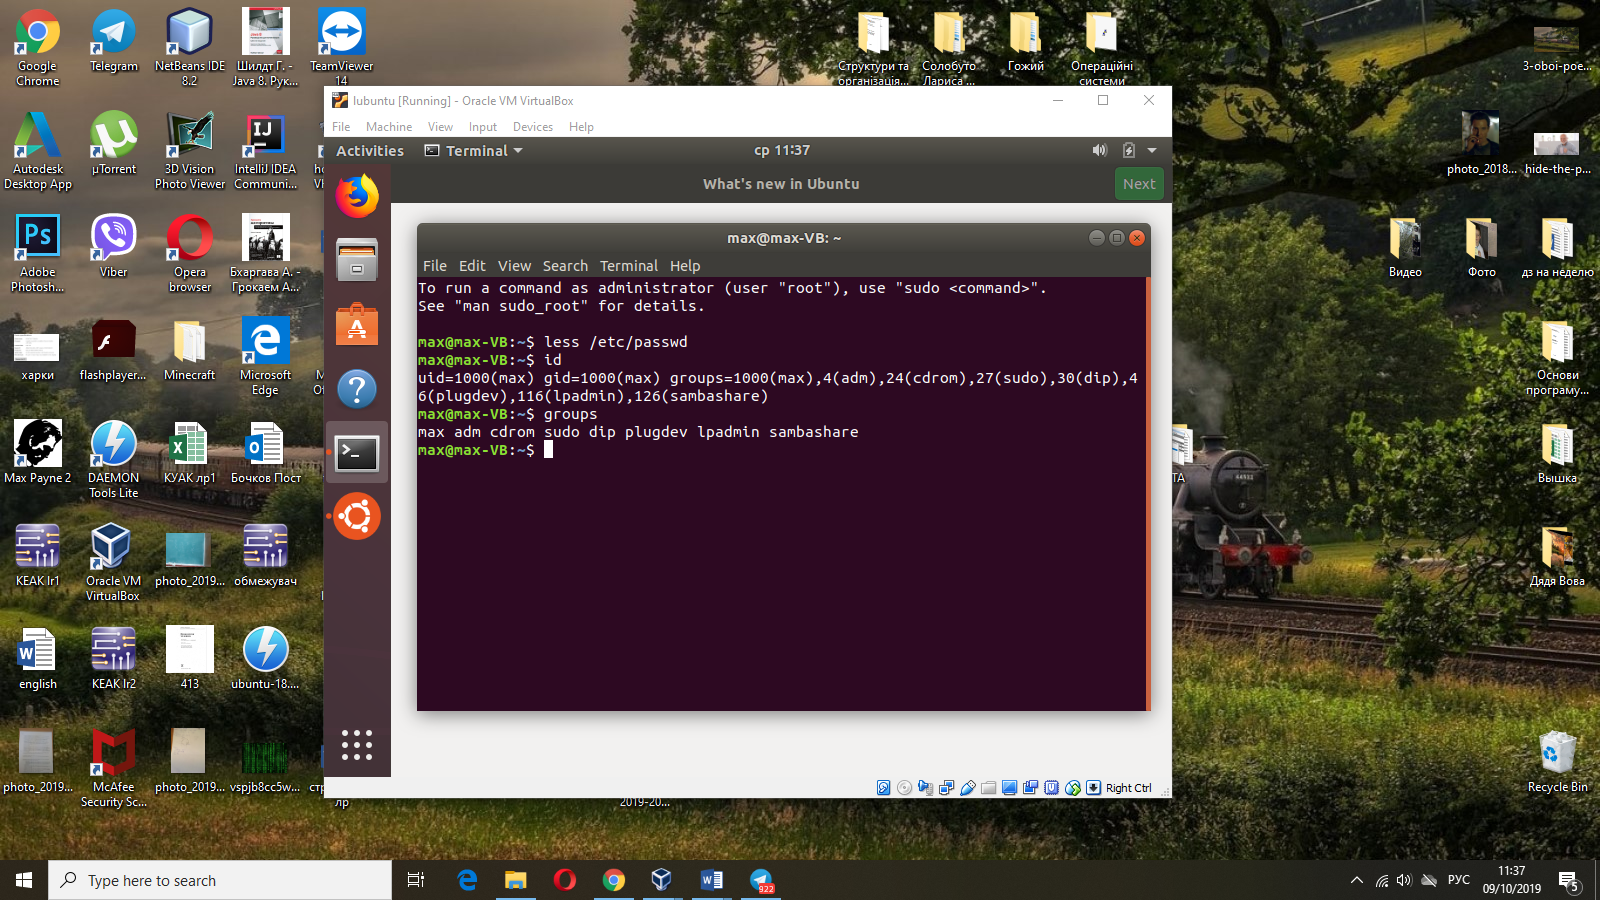 Google
Chrome
Telegram
NetBeans IDE
8.2
Шилдт Г. -
Java 8. Рук...
TeamViewer
14
Структури та
організація...
Солобуто
Лариса ...
Гожий
Операційні
системи
3-oboi-poe...
lubuntu [Running] - Oracle VM VirtualBox
File Machine View Input Devices Help
Activities Terminal ср 11:37
What's new in Ubuntu
Next
max@max-VB: ~
File Edit View Search Terminal Help
To run a command as administrator (user "root"), use "sudo <command>".
See "man sudo_root" for details.
max@max-VB:~$ less /etc/passwd
max@max-VB:~$ id
uid=1000(max) gid=1000(max) groups=1000(max),4(adm),24(cdrom),27(sudo),30(dip),4
6(plugdev),116(lpadmin),126(sambashare)
max@max-VB:~$ groups
max adm cdrom sudo dip plugdev lpadmin sambashare
max@max-VB:~$
Right Ctrl
Autodesk
Desktop App
µTorrent
3D Vision
Photo Viewer
IntelliJ IDEA
Communi...
photo_2018...
hide-the-p...
Adobe
Photosh...
Viber
Opera
browser
Бхаргава А. -
Грокаем А...
Видео
Фото
дз на неделю
харки
flashplayer...
Minecraft
Microsoft
Edge
Основи
програму...
Max Payne 2
DAEMON
Tools Lite
КУАК лр1
Бочков Пост
ТА
Вышка
KEAK lr1
Oracle VM
VirtualBox
photo_2019...
обмежувач
Дядя Вова
english
KEAK lr2
413
ubuntu-18....
photo_2019...
McAfee
Security Sc...
photo_2019...
vspjb8cc5w...
лр
2019-20...
Recycle Bin
Type here to search
922
РУС
11:37
09/10/2019
5